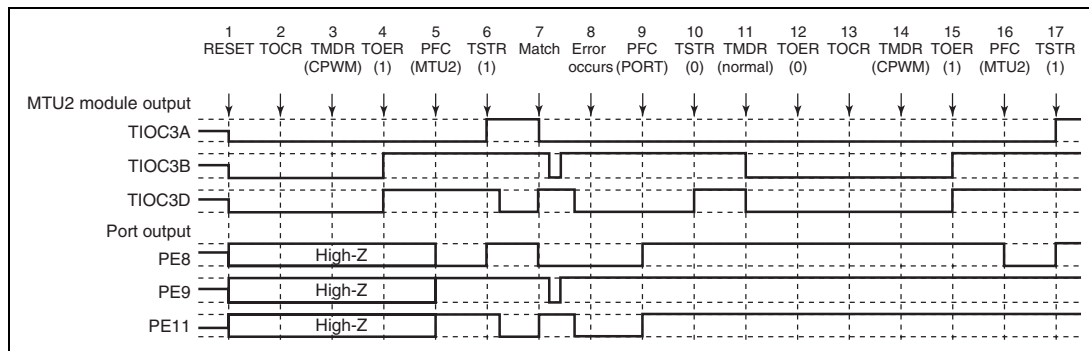 1 2 3 4 5 6 7 8 9 10 11 12 13 14 15 16 17
RESET TOCR TMDR TOER PFC TSTR Match Error PFC TSTR TMDR TOER TOCR TMDR TOER PFC TSTR
(CPWM) (1) (MTU2) (1) occurs (PORT) (0) (normal) (0) (CPWM) (1) (MTU2) (1)
MTU2 module output
TIOC3A
TIOC3B
TIOC3D
Port output
PE8 High-Z
PE9 High-Z
PE11 High-Z